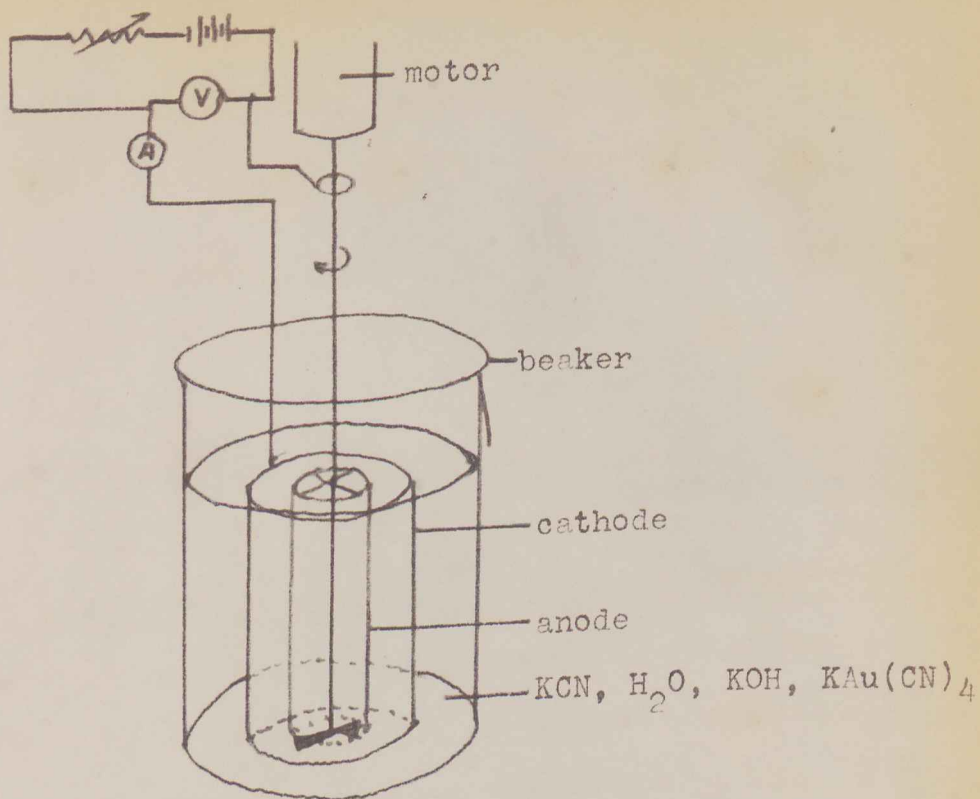 V
motor
A
beaker
cathode
anode
KCN, H₂O, KOH, KAu(CN)₄